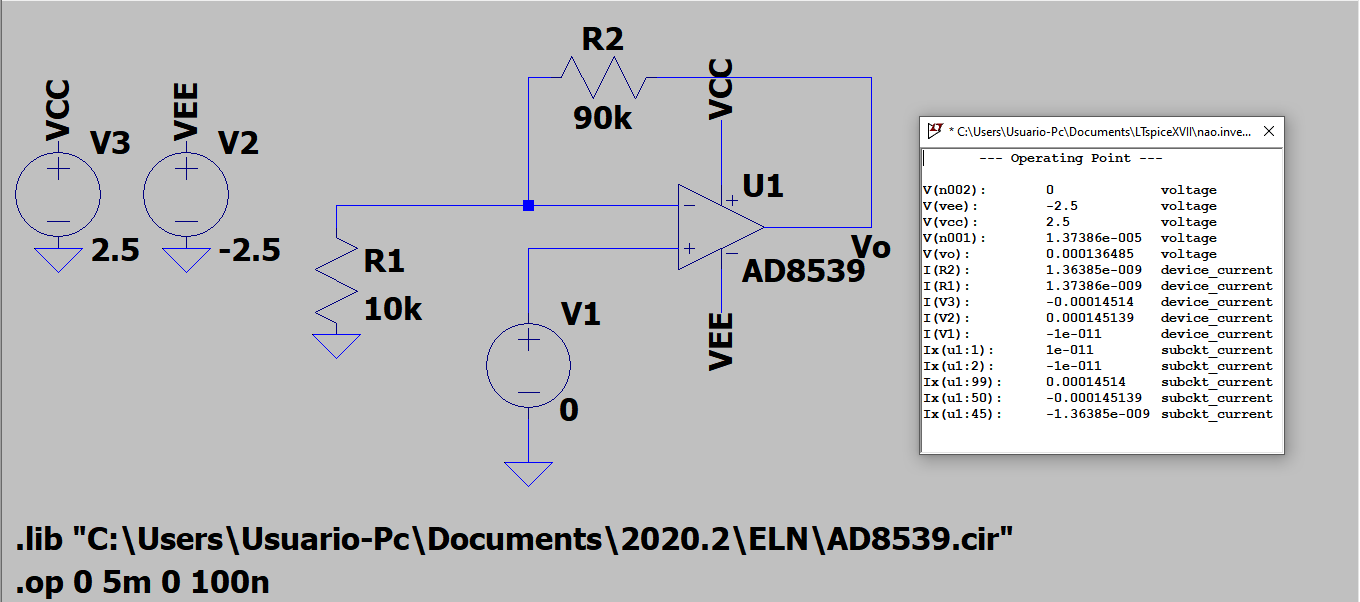 R2
90k
VCC
VEE
V3
V2
2.5
-2.5
VCC
U1
R1
10k
Vo
AD8539
VEE
V1
0
* C:\Users\Usuario-Pc\Documents\LTspiceXVII\nao.inve...
--- Operating Point ---
V(n002): 0 voltage
V(vee): -2.5 voltage
V(vcc): 2.5 voltage
V(n001): 1.37386e-005 voltage
V(vo): 0.000136485 voltage
I(R2): 1.36385e-009 device_current
I(R1): 1.37386e-009 device_current
I(V3): -0.00014514 device_current
I(V2): 0.000145139 device_current
I(V1): -1e-011 device_current
Ix(u1:1): 1e-011 subckt_current
Ix(u1:2): -1e-011 subckt_current
Ix(u1:99): 0.00014514 subckt_current
Ix(u1:50): -0.000145139 subckt_current
Ix(u1:45): -1.36385e-009 subckt_current
.lib "C:\Users\Usuario-Pc\Documents\2020.2\ELN\AD8539.cir"
.op 0 5m 0 100n